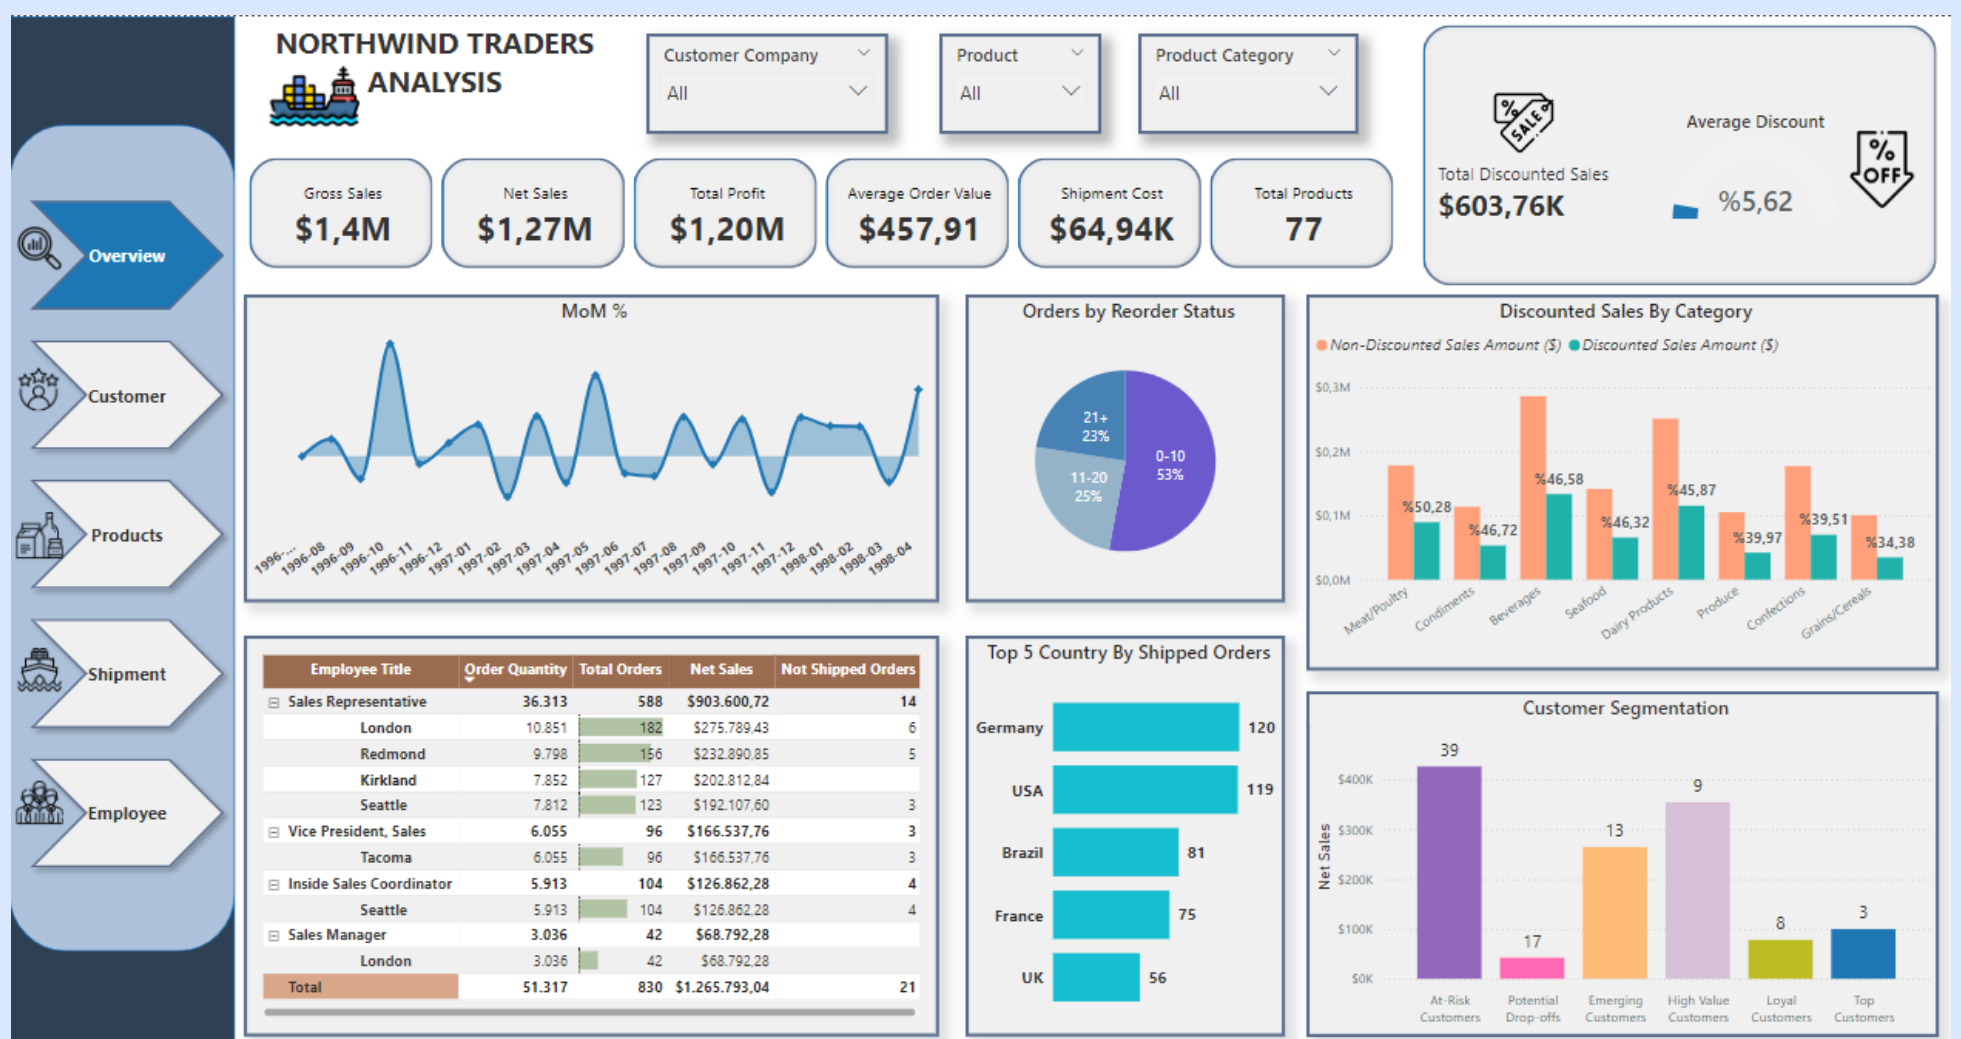 NORTHWIND TRADERS
ANALYSIS
Customer Company
All
Product
All
Product Category
All
SALE
%
Total Discounted Sales
$603,76K
Average Discount
%5,62
%
OFF
Overview
Customer
Products
Shipment
Employee
Gross Sales
$1,4M
Net Sales
$1,27M
Total Profit
$1,20M
Average Order Value
$457,91
Shipment Cost
$64,94K
Total Products
77
MoM %
1996-...
1996-08
1996-09
1996-10
1996-11
1996-12
1997-01
1997-02
1997-03
1997-04
1997-05
1997-06
1997-07
1997-08
1997-09
1997-10
1997-11
1997-12
1998-01
1998-02
1998-03
1998-04
Orders by Reorder Status
21+
23%
0-10
53%
11-20
25%
Discounted Sales By Category
Non-Discounted Sales Amount ($) Discounted Sales Amount ($)
$0,3M
$0,2M
$0,1M
$0,0M
%50,28
%46,72
%46,58
%46,32
%45,87
%39,97
%39,51
%34,38
Meat/Poultry
Condiments
Beverages
Seafood
Dairy Products
Produce
Confections
Grains/Cereals
Employee Title Order Quantity Total Orders Net Sales Not Shipped Orders
Sales Representative 36.313 588 $903.600,72 14
London 10.851 182 $275.789,43 6
Redmond 9.798 156 $232.890,85 5
Kirkland 7.852 127 $202.812,84
Seattle 7.812 123 $192.107,60 3
Vice President, Sales 6.055 96 $166.537,76 3
Tacoma 6.055 96 $166.537,76 3
Inside Sales Coordinator 5.913 104 $126.862,28 4
Seattle 5.913 104 $126.862,28 4
Sales Manager 3.036 42 $68.792,28
London 3.036 42 $68.792,28
Total 51.317 830 $1.265.793,04 21
Top 5 Country By Shipped Orders
Germany 120
USA 119
Brazil 81
France 75
UK 56
Customer Segmentation
Net Sales
$400K
$300K
$200K
$100K
$0K
39
17
13
9
8
3
At-Risk
Customers
Potential
Drop-offs
Emerging
Customers
High Value
Customers
Loyal
Customers
Top
Customers